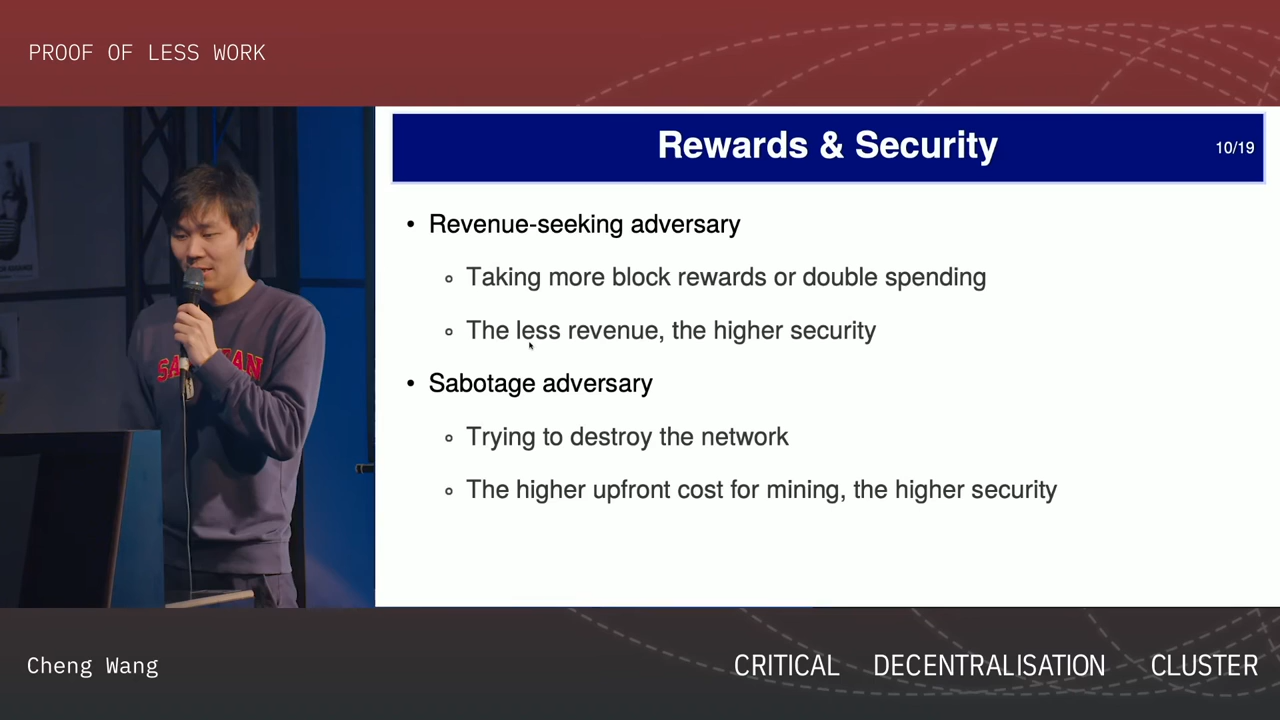 PROOF OF LESS WORK
Rewards & Security
10/19
• Revenue-seeking adversary
◦ Taking more block rewards or double spending
◦ The less revenue, the higher security
• Sabotage adversary
◦ Trying to destroy the network
◦ The higher upfront cost for mining, the higher security
Cheng Wang
CRITICAL DECENTRALISATION CLUSTER